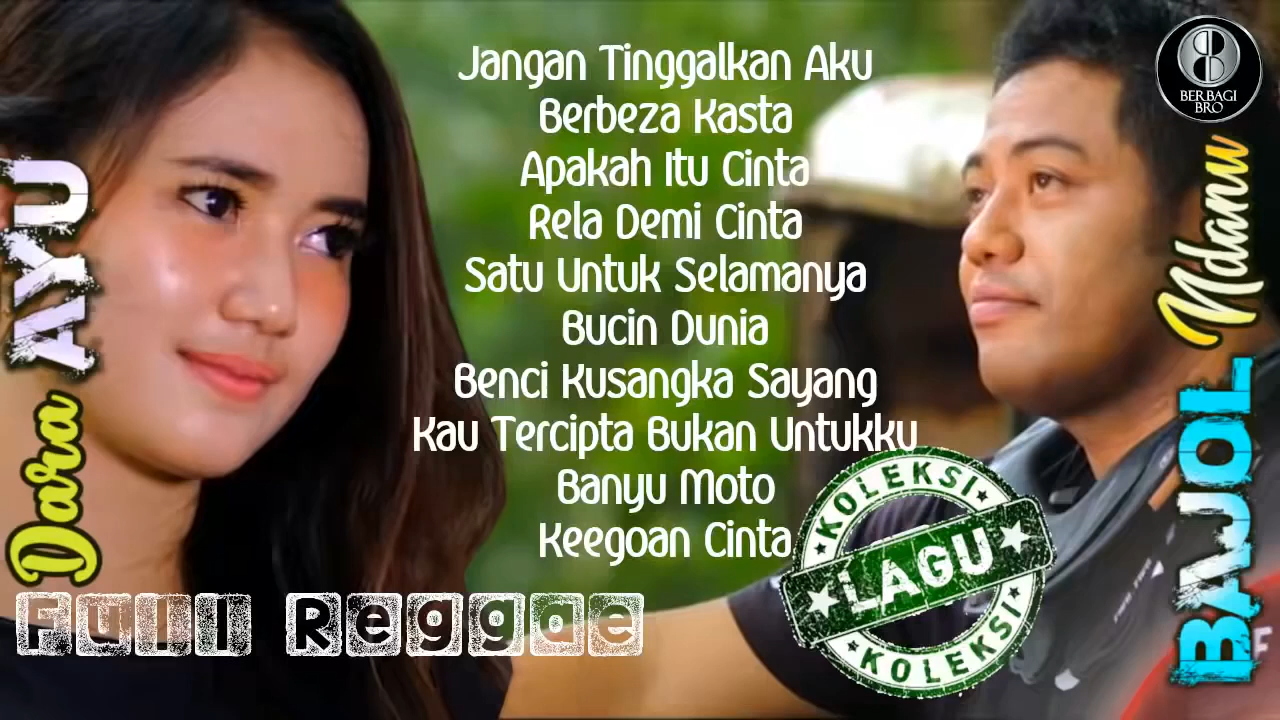 Jangan Tinggalkan Aku
Berbeza Kasta
Apakah Itu Cinta
Rela Demi Cinta
Satu Untuk Selamanya
Bucin Dunia
Benci Kusangka Sayang
Kau Tercipta Bukan Untukku
Banyu Moto
Keegoan Cinta
Dara AYU
BAJOL Ndanu
BERBAGI
BRO
KOLEKSI
LAGU
KOLEKSI
Full Reggae